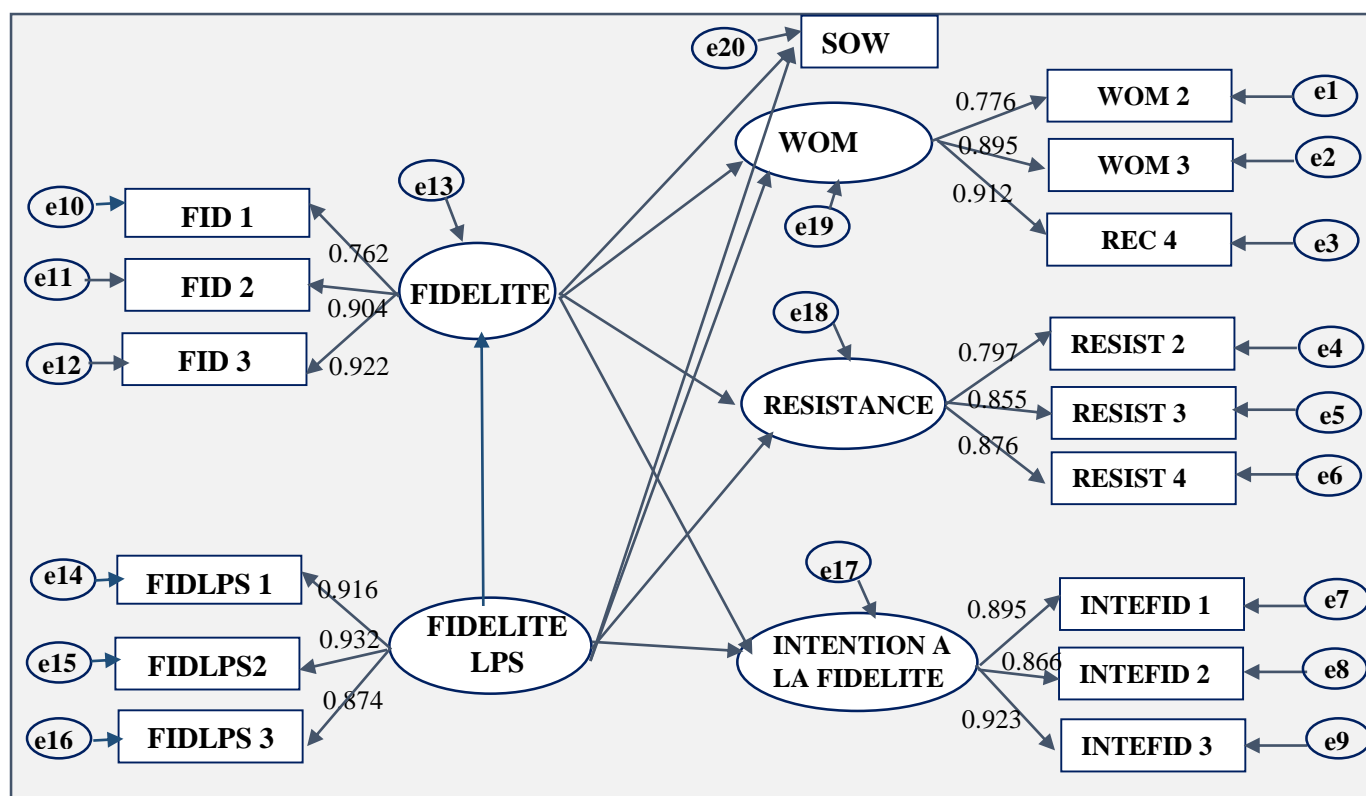 e20
SOW
0.776
WOM 2
e1
WOM
0.895
WOM 3
e2
0.912
REC 4
e3
e19
e13
e10
FID 1
0.762
e11
FID 2
FIDELITE
0.904
e12
FID 3
0.922
e18
0.797
RESIST 2
e4
RESISTANCE
0.855
RESIST 3
e5
0.876
RESIST 4
e6
e14
FIDLPS 1
0.916
e15
FIDLPS2
0.932
FIDELITE
LPS
e16
FIDLPS 3
0.874
e17
0.895
INTEFID 1
e7
INTENTION A
LA FIDELITE
0.866
INTEFID 2
e8
0.923
INTEFID 3
e9